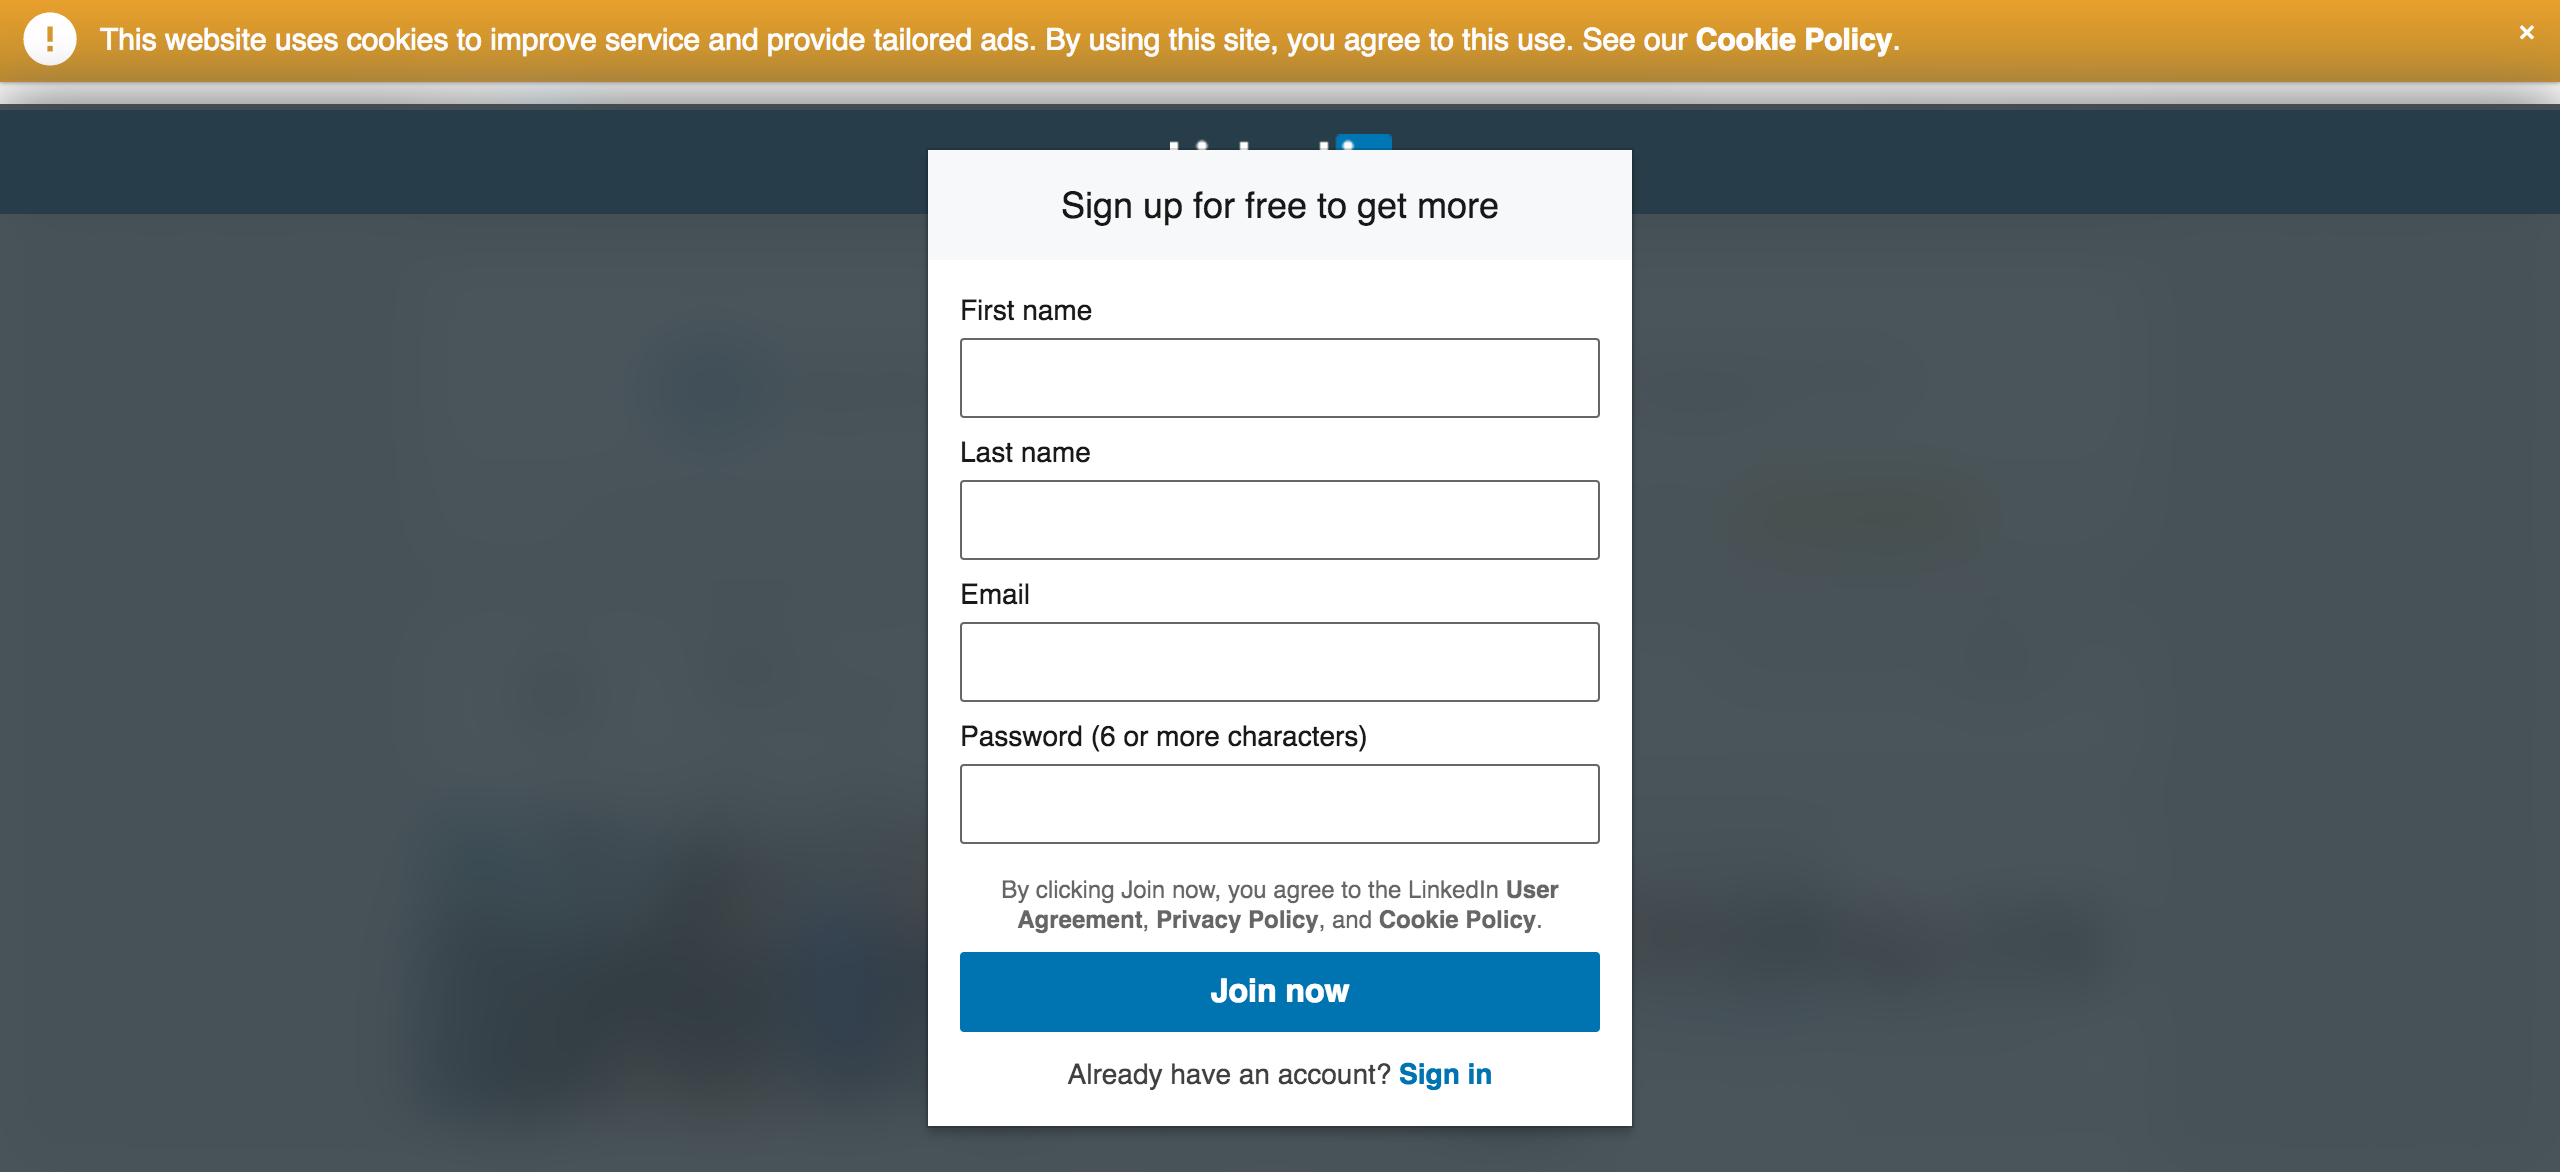 This website uses cookies to improve service and provide tailored ads. By using this site, you agree to this use. See our Cookie Policy.
Sign up for free to get more
First name
Last name
Email
Password (6 or more characters)
By clicking Join now, you agree to the LinkedIn User
Agreement, Privacy Policy, and Cookie Policy.
Join now
Already have an account? Sign in